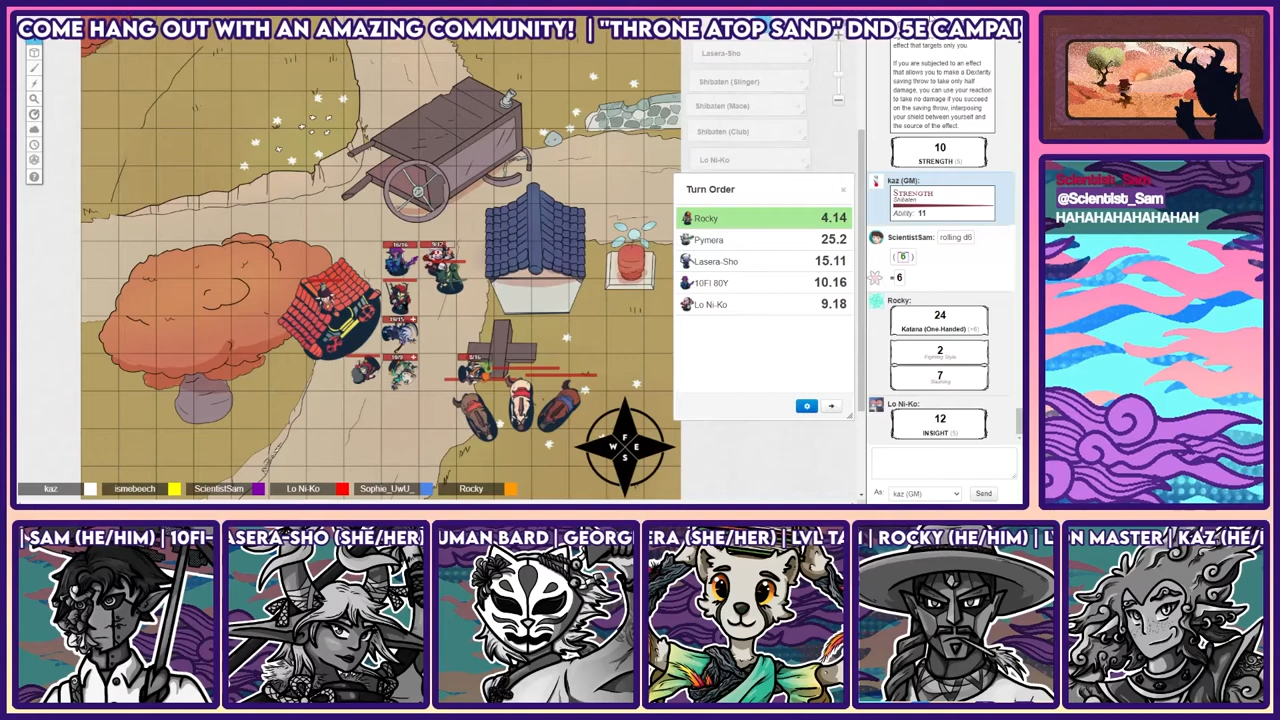 COME HANG OUT WITH AN AMAZING COMMUNITY! | "THRONE ATOP SAND" DND 5E CAMPAI
Lasera-Sho
Shibaten (Slinger)
Shibaten (Mace)
Shibaten (Club)
Lo Ni-Ko
Turn Order
Rocky 4.14
Pymera 25.2
Lasera-Sho 15.11
10FI 80Y 10.16
Lo Ni-Ko 9.18
effect that targets only you
If you are subjected to an effect
that allows you to make a Dexterity
saving throw to take only half
damage, you can use your reaction
to take no damage if you succeed
on the saving throw, interposing
your shield between yourself and
the source of the effect.
10
STRENGTH (5)
kaz (GM):
STRENGTH
Shibaten
Ability: 11
ScientistSam: rolling d6
( 6 )
= 6
Rocky:
24
Katana (One-Handed) (+6)
2
Fighting Style
7
Slashing
Lo Ni-Ko:
12
INSIGHT (5)
As: kaz (GM) Send
Scientist_Sam
@Scientist_Sam
HAHAHAHAHAHAHAH
F
W E
S
kaz ismebeech ScientistSam Lo Ni-Ko Sophie_UwU_ Rocky
| SAM (HE/HIM) | 10FI-
ASERA-SHO (SHE/HER)
UMAN BARD | GEORG
ERA (SHE/HER) | LVL TA
| ROCKY (HE/HIM) | L
ON MASTER | KAZ (HE/